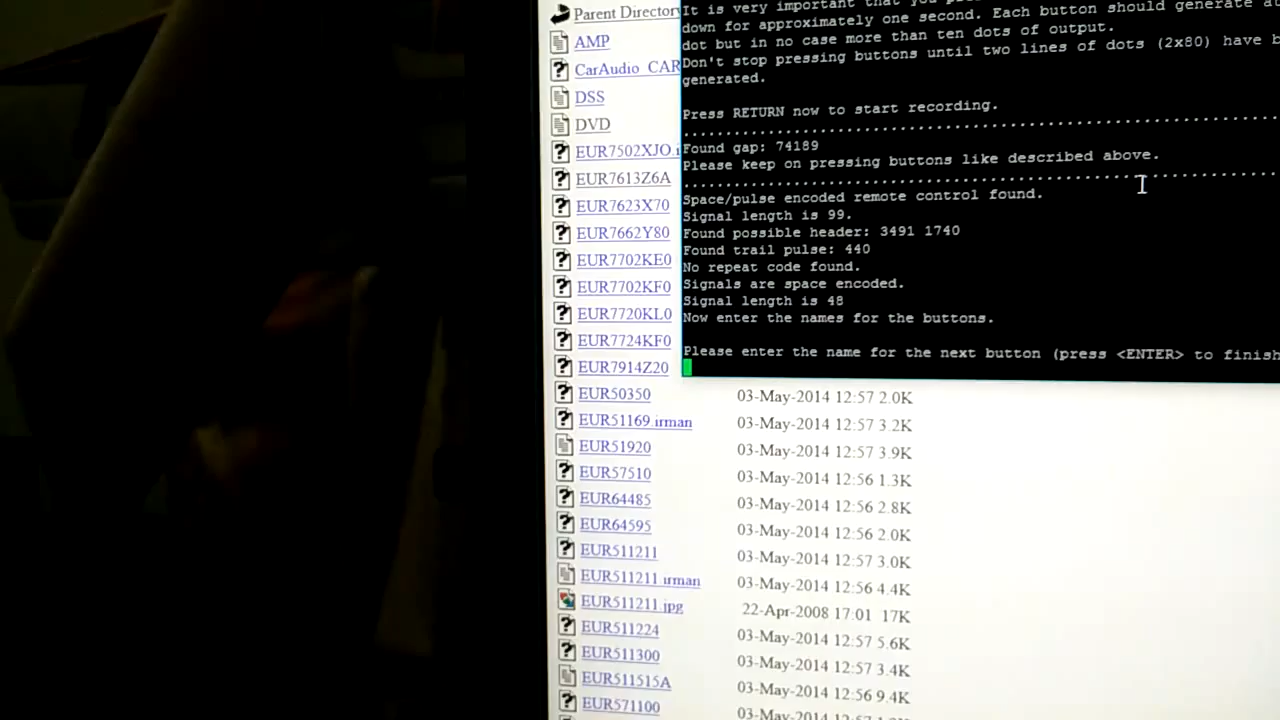 Parent Director
AMP
CarAudio CAR
DSS
DVD
EUR7502XJO.i
EUR7613Z6A
EUR7623X70
EUR7662Y80
EUR7702KE0
EUR7702KF0
EUR7720KL0
EUR7724KF0
EUR7914Z20
EUR50350 03-May-2014 12:57 2.0K
EUR51169.irman 03-May-2014 12:57 3.2K
EUR51920 03-May-2014 12:57 3.9K
EUR57510 03-May-2014 12:56 1.3K
EUR64485 03-May-2014 12:56 2.8K
EUR64595 03-May-2014 12:56 2.0K
EUR511211 03-May-2014 12:57 3.0K
EUR511211.irman 03-May-2014 12:56 4.4K
EUR511211.jpg 22-Apr-2008 17:01 17K
EUR511224 03-May-2014 12:57 5.6K
EUR511300 03-May-2014 12:57 3.4K
EUR511515A 03-May-2014 12:56 9.4K
EUR571100 03-May-2014
It is very important that you
down for approximately one second. Each button should generate at
dot but in no case more than ten dots of output.
Don't stop pressing buttons until two lines of dots (2x80) have b
generated.
Press RETURN now to start recording.
Found gap: 74189
Please keep on pressing buttons like described above.
Space/pulse encoded remote control found.
Signal length is 99.
Found possible header: 3491 1740
Found trail pulse: 440
No repeat code found.
Signals are space encoded.
Signal length is 48
Now enter the names for the buttons.
Please enter the name for the next button (press <ENTER> to finish